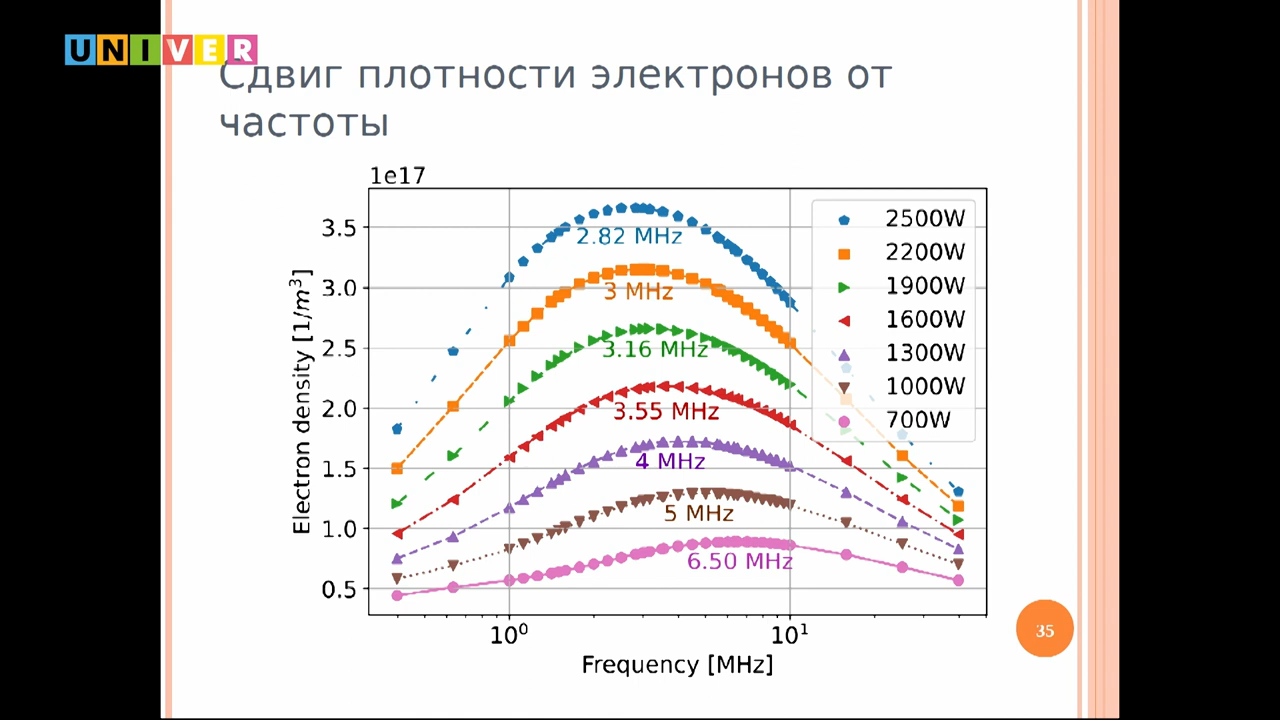 UNIVER
Сдвиг плотности электронов от
частоты
1e17
3.5
3.0
2.5
2.0
1.5
1.0
0.5
Electron density [1/m³]
2.82 MHz
3 MHz
3.16 MHz
3.55 MHz
4 MHz
5 MHz
6.50 MHz
2500W
2200W
1900W
1600W
1300W
1000W
700W
10⁰
10¹
Frequency [MHz]
35